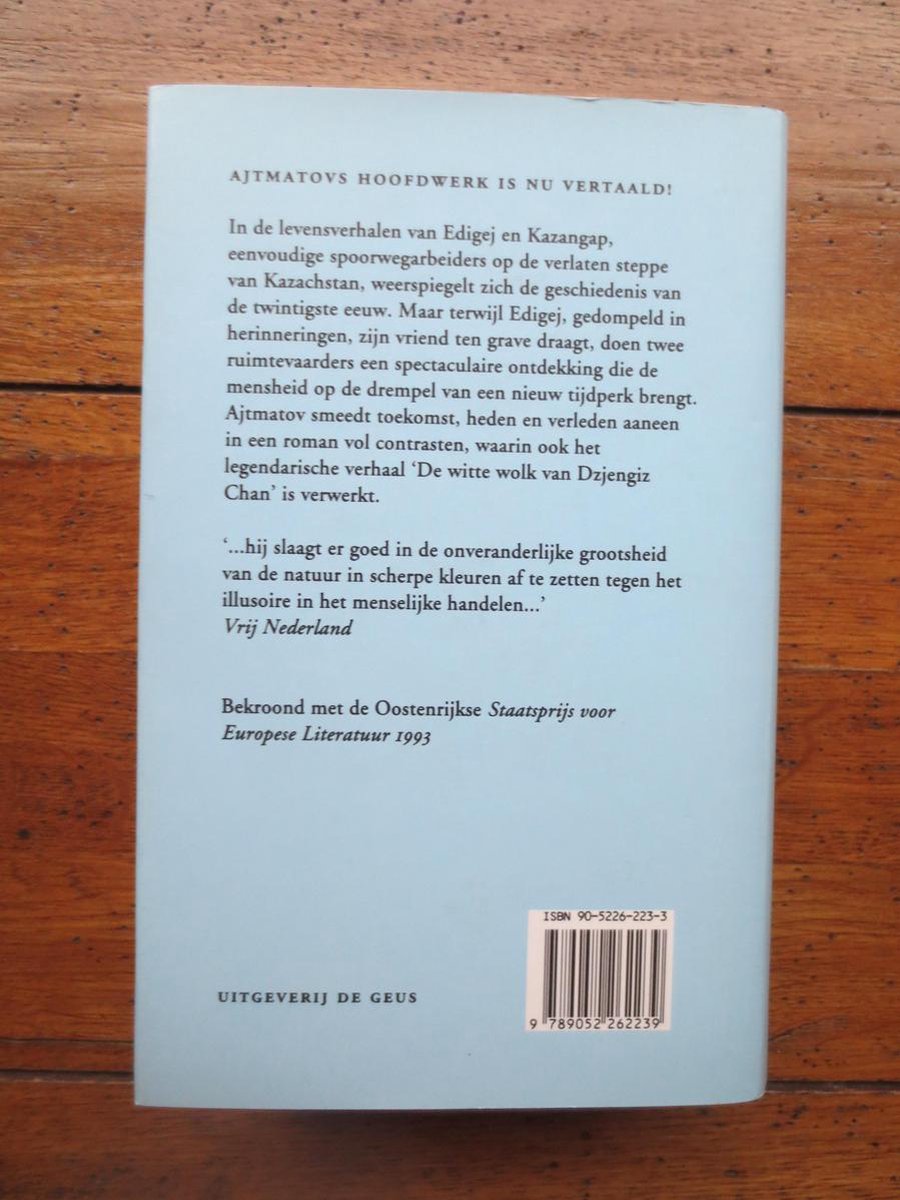 AJTMATOVS HOOFDWERK IS NU VERTAALD!
In de levensverhalen van Edigej en Kazangap,
eenvoudige spoorwegarbeiders op de verlaten steppe
van Kazachstan, weerspiegelt zich de geschiedenis van
de twintigste eeuw. Maar terwijl Edigej, gedompeld in
herinneringen, zijn vriend ten grave draagt, doen twee
ruimtevaarders een spectaculaire ontdekking die de
mensheid op de drempel van een nieuw tijdperk brengt.
Ajtmatov smeedt toekomst, heden en verleden aaneen
in een roman vol contrasten, waarin ook het
legendarische verhaal ‘De witte wolk van Dzjengiz
Chan’ is verwerkt.
‘...hij slaagt er goed in de onveranderlijke grootsheid
van de natuur in scherpe kleuren af te zetten tegen het
illusoire in het menselijke handelen...’
Vrij Nederland
Bekroond met de Oostenrijkse Staatsprijs voor
Europese Literatuur 1993
ISBN 90-5226-223-3
9 789052 262239
UITGEVERIJ DE GEUS